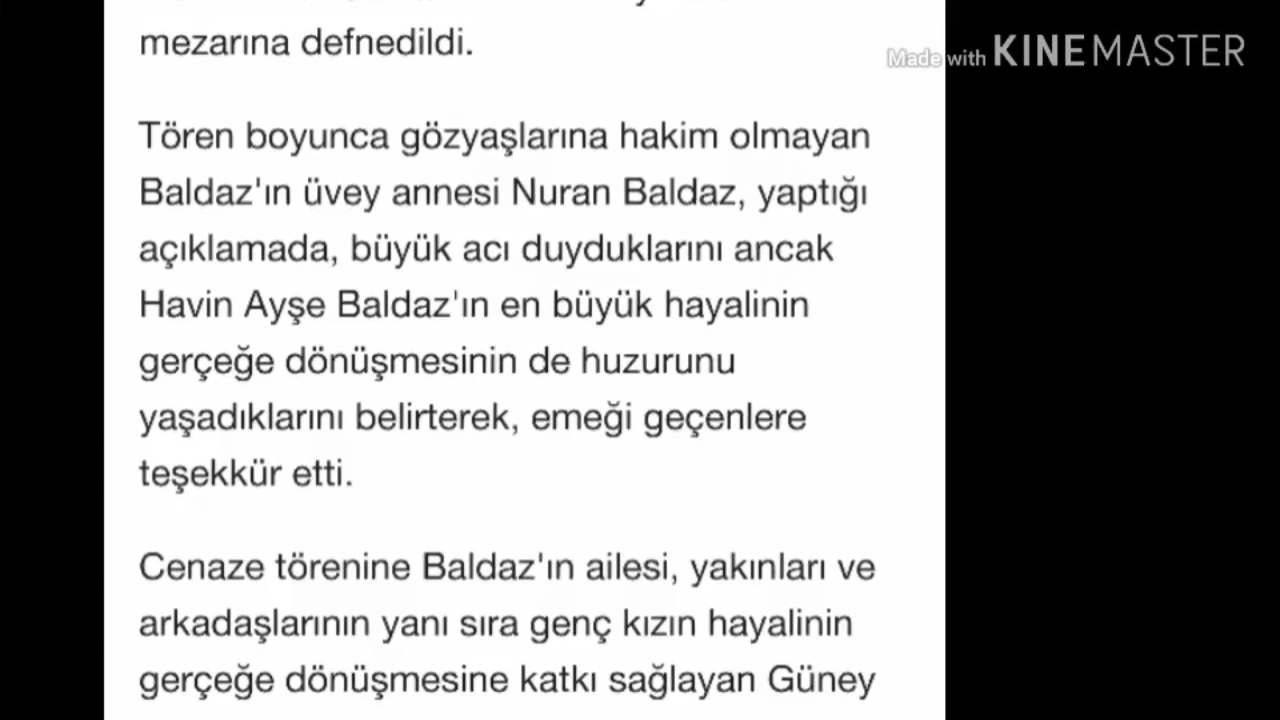 mezarına defnedildi.
Made with KINEMASTER
Tören boyunca gözyaşlarına hakim olmayan
Baldaz'ın üvey annesi Nuran Baldaz, yaptığı
açıklamada, büyük acı duyduklarını ancak
Havin Ayşe Baldaz'ın en büyük hayalinin
gerçeğe dönüşmesinin de huzurunu
yaşadıklarını belirterek, emeği geçenlere
teşekkür etti.
Cenaze törenine Baldaz'ın ailesi, yakınları ve
arkadaşlarının yanı sıra genç kızın hayalinin
gerçeğe dönüşmesine katkı sağlayan Güney